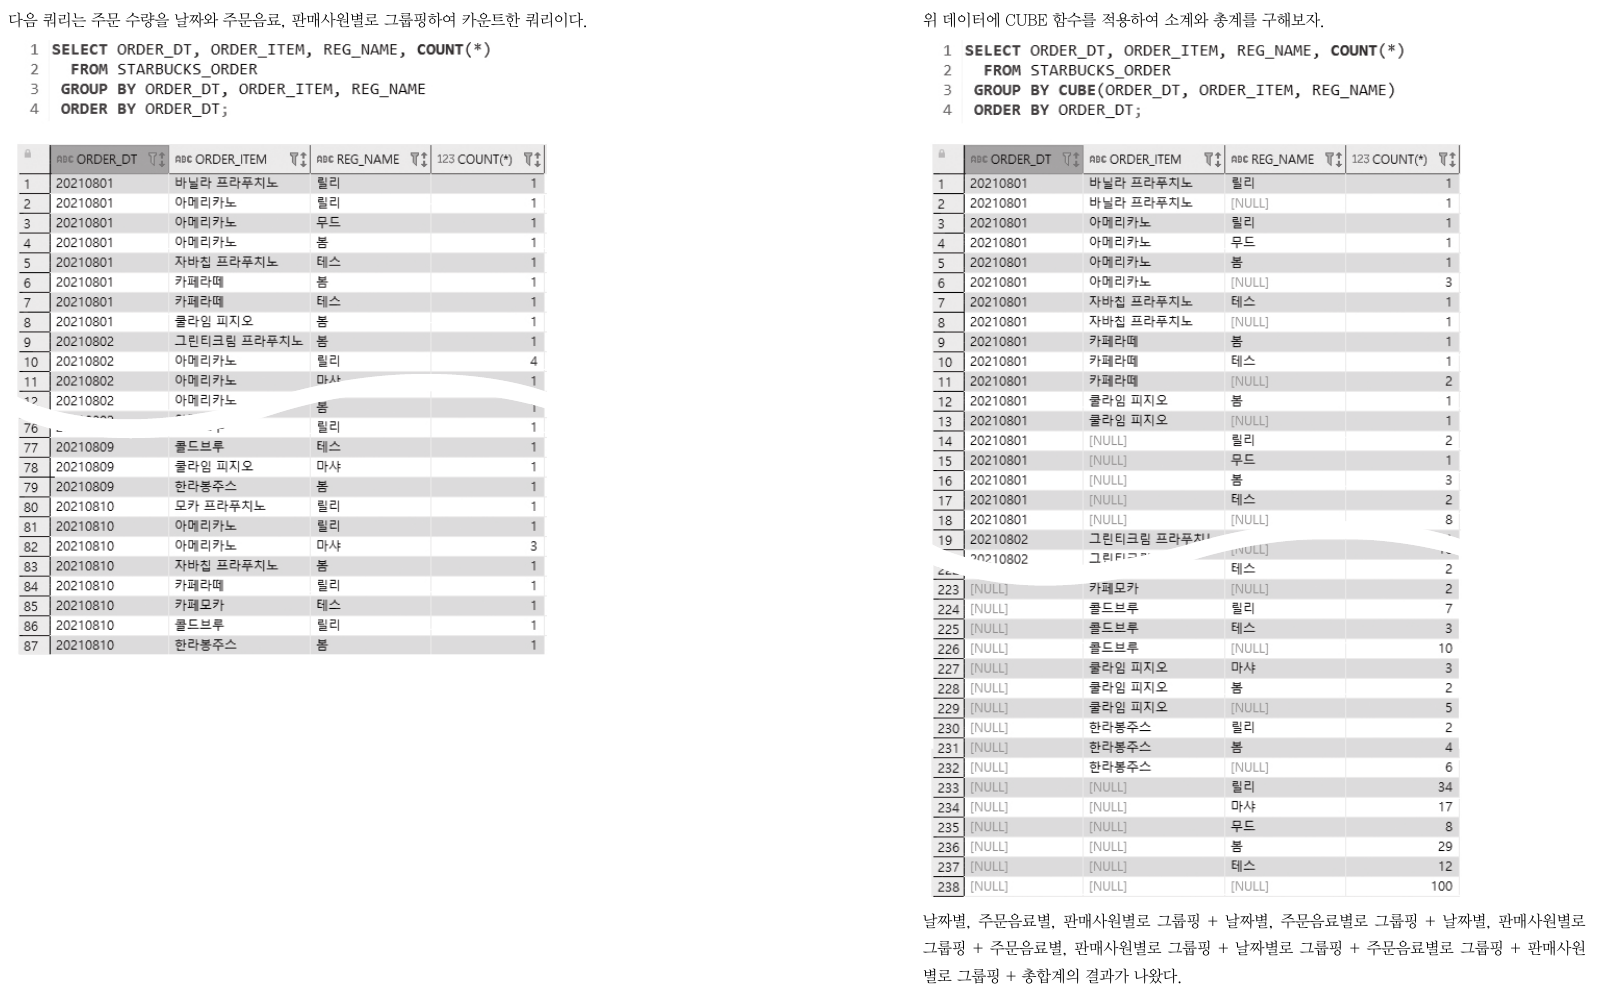 다음 쿼리는 주문 수량을 날짜와 주문음료, 판매사원별로 그룹핑하여 카운트한 쿼리이다.
1 SELECT ORDER_DT, ORDER_ITEM, REG_NAME, COUNT(*)
2 FROM STARBUCKS_ORDER
3 GROUP BY ORDER_DT, ORDER_ITEM, REG_NAME
4 ORDER BY ORDER_DT;
ABC ORDER_DT ABC ORDER_ITEM ABC REG_NAME 123 COUNT(*)
1 20210801 바닐라 프라푸치노 릴리 1
2 20210801 아메리카노 릴리 1
3 20210801 아메리카노 무드 1
4 20210801 아메리카노 봄 1
5 20210801 자바칩 프라푸치노 테스 1
6 20210801 카페라떼 봄 1
7 20210801 카페라떼 테스 1
8 20210801 쿨라임 피지오 봄 1
9 20210802 그린티크림 프라푸치노 봄 1
10 20210802 아메리카노 릴리 4
11 20210802 아메리카노 마샤 1
12 20210802 아메리카노 봄 1
76 릴리 1
77 20210809 콜드브루 테스 1
78 20210809 쿨라임 피지오 마샤 1
79 20210809 한라봉주스 봄 1
80 20210810 모카 프라푸치노 릴리 1
81 20210810 아메리카노 릴리 1
82 20210810 아메리카노 마샤 3
83 20210810 자바칩 프라푸치노 봄 1
84 20210810 카페라떼 릴리 1
85 20210810 카페모카 테스 1
86 20210810 콜드브루 릴리 1
87 20210810 한라봉주스 봄 1
위 데이터에 CUBE 함수를 적용하여 소계와 총계를 구해보자.
1 SELECT ORDER_DT, ORDER_ITEM, REG_NAME, COUNT(*)
2 FROM STARBUCKS_ORDER
3 GROUP BY CUBE(ORDER_DT, ORDER_ITEM, REG_NAME)
4 ORDER BY ORDER_DT;
ABC ORDER_DT ABC ORDER_ITEM ABC REG_NAME 123 COUNT(*)
1 20210801 바닐라 프라푸치노 릴리 1
2 20210801 바닐라 프라푸치노 [NULL] 1
3 20210801 아메리카노 릴리 1
4 20210801 아메리카노 무드 1
5 20210801 아메리카노 봄 1
6 20210801 아메리카노 [NULL] 3
7 20210801 자바칩 프라푸치노 테스 1
8 20210801 자바칩 프라푸치노 [NULL] 1
9 20210801 카페라떼 봄 1
10 20210801 카페라떼 테스 1
11 20210801 카페라떼 [NULL] 2
12 20210801 쿨라임 피지오 봄 1
13 20210801 쿨라임 피지오 [NULL] 1
14 20210801 [NULL] 릴리 2
15 20210801 [NULL] 무드 1
16 20210801 [NULL] 봄 3
17 20210801 [NULL] 테스 2
18 20210801 [NULL] [NULL] 8
19 20210802 그린티크림 프라푸치
20210802 그린티크림 [NULL]
테스 2
223 [NULL] 카페모카 [NULL] 2
224 [NULL] 콜드브루 릴리 7
225 [NULL] 콜드브루 테스 3
226 [NULL] 콜드브루 [NULL] 10
227 [NULL] 쿨라임 피지오 마샤 3
228 [NULL] 쿨라임 피지오 봄 2
229 [NULL] 쿨라임 피지오 [NULL] 5
230 [NULL] 한라봉주스 릴리 2
231 [NULL] 한라봉주스 봄 4
232 [NULL] 한라봉주스 [NULL] 6
233 [NULL] [NULL] 릴리 34
234 [NULL] [NULL] 마샤 17
235 [NULL] [NULL] 무드 8
236 [NULL] [NULL] 봄 29
237 [NULL] [NULL] 테스 12
238 [NULL] [NULL] [NULL] 100
날짜별, 주문음료별, 판매사원별로 그룹핑 + 날짜별, 주문음료별로 그룹핑 + 날짜별, 판매사원별로
그룹핑 + 주문음료별, 판매사원별로 그룹핑 + 날짜별로 그룹핑 + 주문음료별로 그룹핑 + 판매사원
별로 그룹핑 + 총합계의 결과가 나왔다.